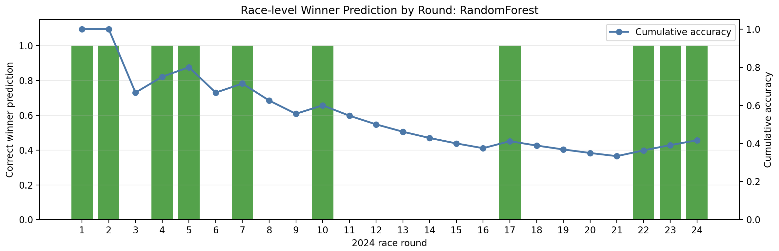 Race-level Winner Prediction by Round: RandomForest
Cumulative accuracy
Correct winner prediction
0.0
0.2
0.4
0.6
0.8
1.0
1 2 3 4 5 6 7 8 9 10 11 12 13 14 15 16 17 18 19 20 21 22 23 24
2024 race round
0.0
0.2
0.4
0.6
0.8
1.0
Cumulative accuracy